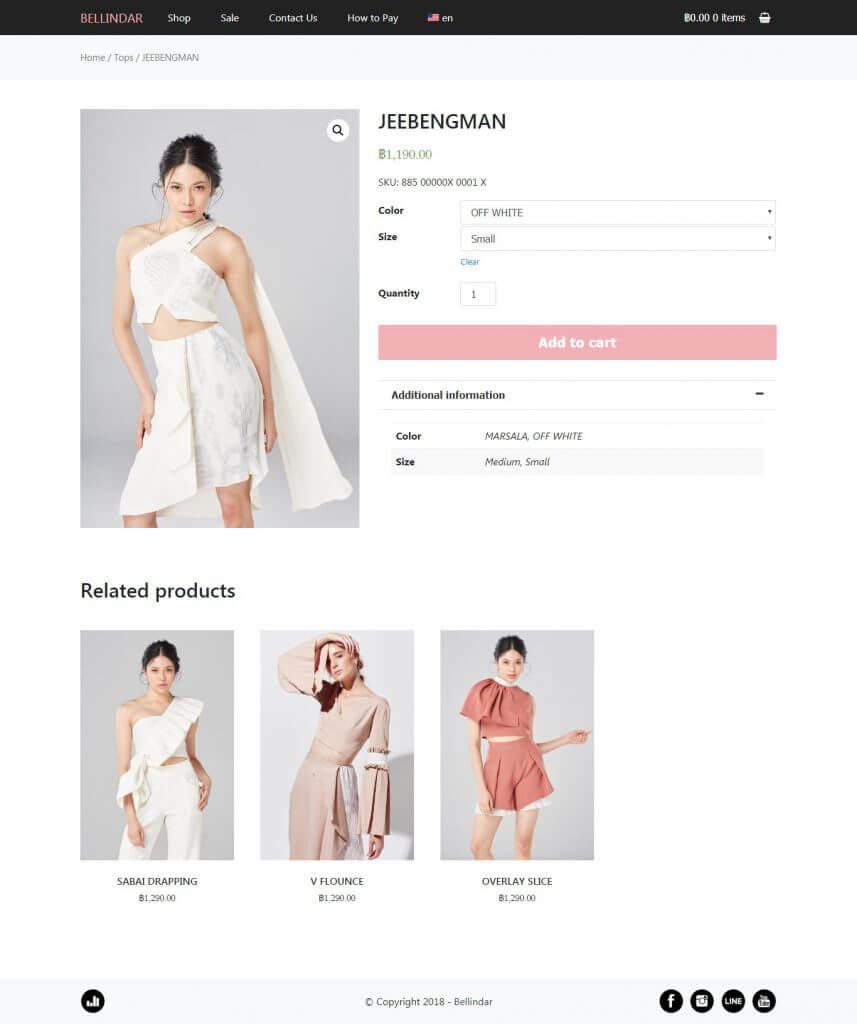 BELLINDAR Shop Sale Contact Us How to Pay en ฿0.00 0 items
Home / Tops / JEEBENGMAN
JEEBENGMAN
฿1,190.00
SKU: 885 00000X 0001 X
Color OFF WHITE
Size Small
Clear
Quantity 1
Add to cart
Additional information
Color MARSALA, OFF WHITE
Size Medium, Small
Related products
SABAI DRAPPING V FLOUNCE OVERLAY SLICE
฿1,290.00 ฿1,290.00 ฿1,290.00
© Copyright 2018 - Bellindar LINE You Tube